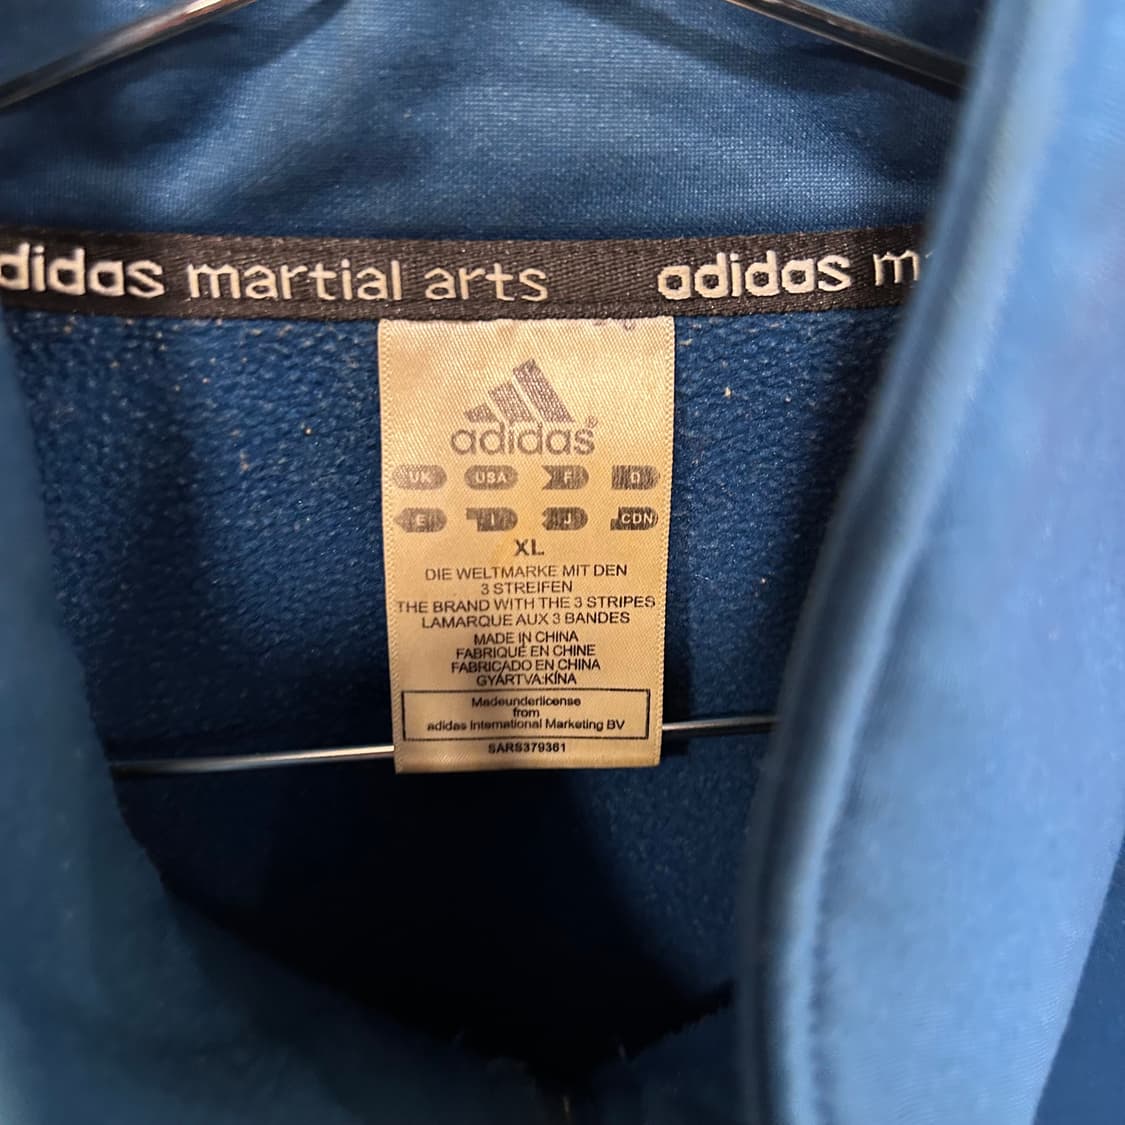 didas martial arts adidas m
adidas®
UK USA F D
E I J CDN
XL
DIE WELTMARKE MIT DEN
3 STREIFEN
THE BRAND WITH THE 3 STRIPES
LAMARQUE AUX 3 BANDES
MADE IN CHINA
FABRIQUÉ EN CHINE
FABRICADO EN CHINA
GYÁRTVA:KÍNA
Madeunderlicense
from
adidas International Marketing BV
SARS379361